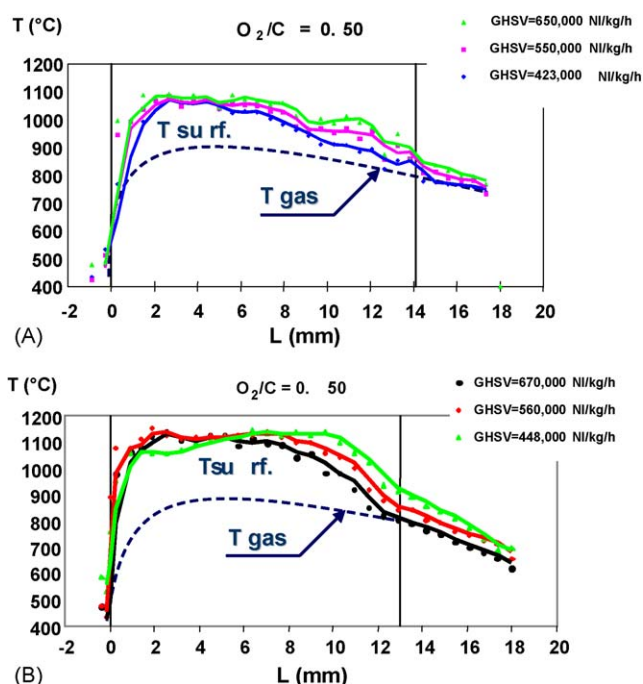 T (°C)
O2/C = 0. 50
GHSV=650,000 Nl/kg/h
GHSV=550,000 Nl/kg/h
GHSV=423,000 Nl/kg/h
1200
1100
1000
900
800
700
600
500
400
T su rf.
T gas
-2 0 2 4 6 8 10 12 14 16 18 20
(A)
L (mm)
T (°C)
O2/C = 0. 50
GHSV=670,000 Nl/kg/h
GHSV=560,000 Nl/kg/h
GHSV=448,000 Nl/kg/h
1200
1100
1000
900
800
700
600
500
400
Tsu rf.
T gas
-2 0 2 4 6 8 10 12 14 16 18 20
(B)
L (mm)